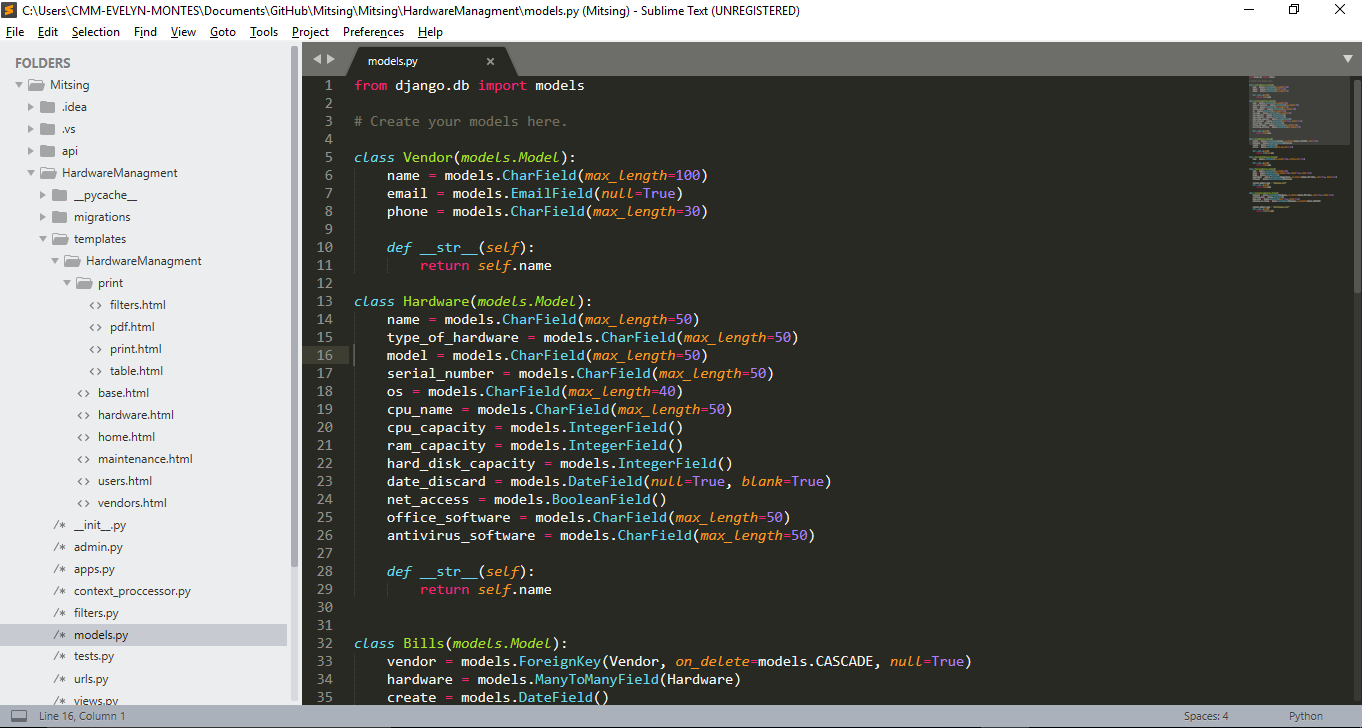 C:\Users\CMM-EVELYN-MONTES\Documents\GitHub\Mitsing\Mitsing\HardwareManagment\models.py (Mitsing) - Sublime Text (UNREGISTERED)
File Edit Selection Find View Goto Tools Project Preferences Help
FOLDERS
Mitsing
.idea
.vs
api
HardwareManagment
__pycache__
migrations
templates
HardwareManagment
print
<> filters.html
<> pdf.html
<> print.html
<> table.html
<> base.html
<> hardware.html
<> home.html
<> maintenance.html
<> users.html
<> vendors.html
/* __init__.py
/* admin.py
/* apps.py
/* context_proccessor.py
/* filters.py
/* models.py
/* tests.py
/* urls.py
/* views.py
models.py ×
1 from django.db import models
2
3 # Create your models here.
4
5 class Vendor(models.Model):
6     name = models.CharField(max_length=100)
7     email = models.EmailField(null=True)
8     phone = models.CharField(max_length=30)
9
10     def __str__(self):
11         return self.name
12
13 class Hardware(models.Model):
14     name = models.CharField(max_length=50)
15     type_of_hardware = models.CharField(max_length=50)
16     model = models.CharField(max_length=50)
17     serial_number = models.CharField(max_length=50)
18     os = models.CharField(max_length=40)
19     cpu_name = models.CharField(max_length=50)
20     cpu_capacity = models.IntegerField()
21     ram_capacity = models.IntegerField()
22     hard_disk_capacity = models.IntegerField()
23     date_discard = models.DateField(null=True, blank=True)
24     net_access = models.BooleanField()
25     office_software = models.CharField(max_length=50)
26     antivirus_software = models.CharField(max_length=50)
27
28     def __str__(self):
29         return self.name
30
31
32 class Bills(models.Model):
33     vendor = models.ForeignKey(Vendor, on_delete=models.CASCADE, null=True)
34     hardware = models.ManyToManyField(Hardware)
35     create = models.DateField()
Line 16, Column 1
Spaces: 4
Python